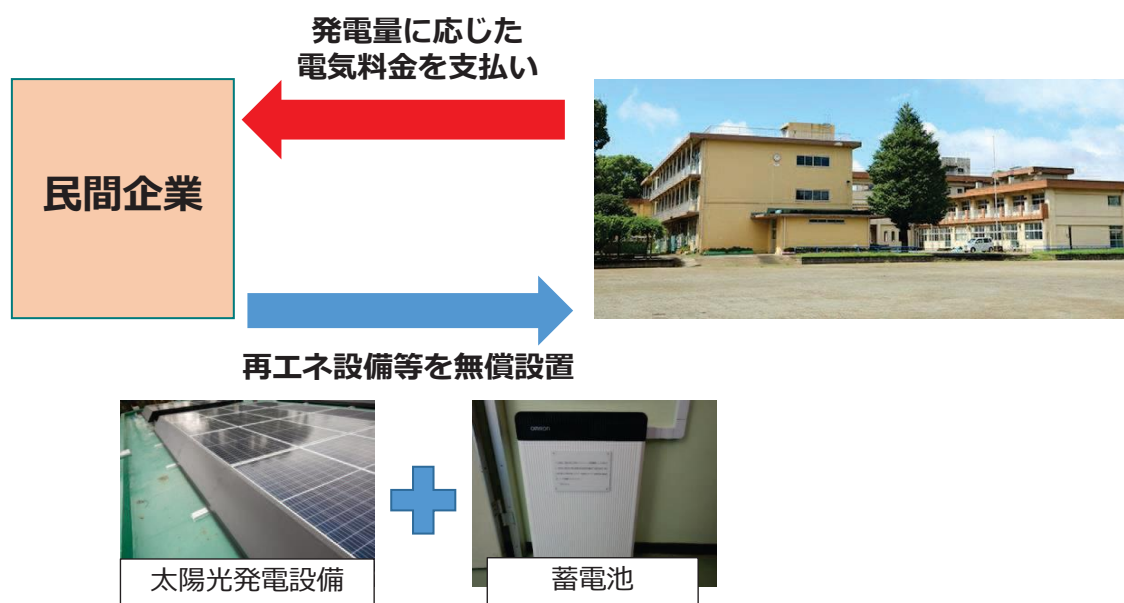 発電量に応じた
電気料金を支払い
民間企業
再エネ設備等を無償設置
omron
太陽光発電設備
蓄電池